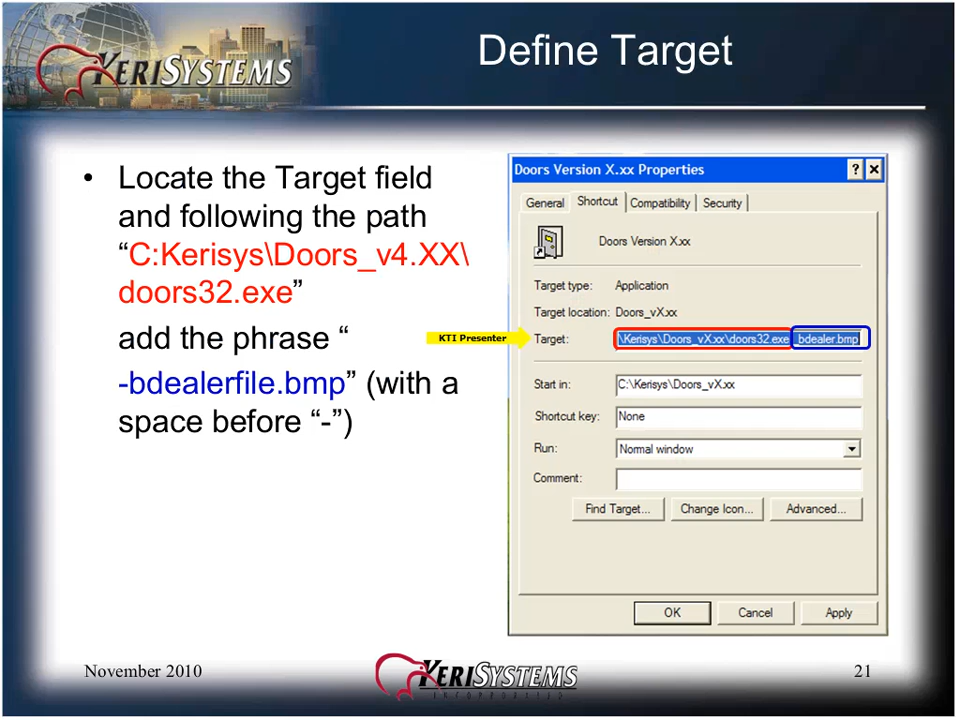 KERISYSTEMS
Define Target
• Locate the Target field
and following the path
“C:Kerisys\Doors_v4.XX\
doors32.exe”
add the phrase “
-bdealerfile.bmp” (with a
space before “-”)
KTI Presenter
Doors Version X.xx Properties
General Shortcut Compatibility Security
Doors Version X.xx
Target type: Application
Target location: Doors_vX.xx
Target: \Kerisys\Doors_vX.xx\doors32.exe -bdealer.bmp
Start in: C:\Kerisys\Doors_vX.xx
Shortcut key: None
Run: Normal window
Comment:
Find Target... Change Icon... Advanced...
OK Cancel Apply
November 2010
KERISYSTEMS
INCORPORATED
21